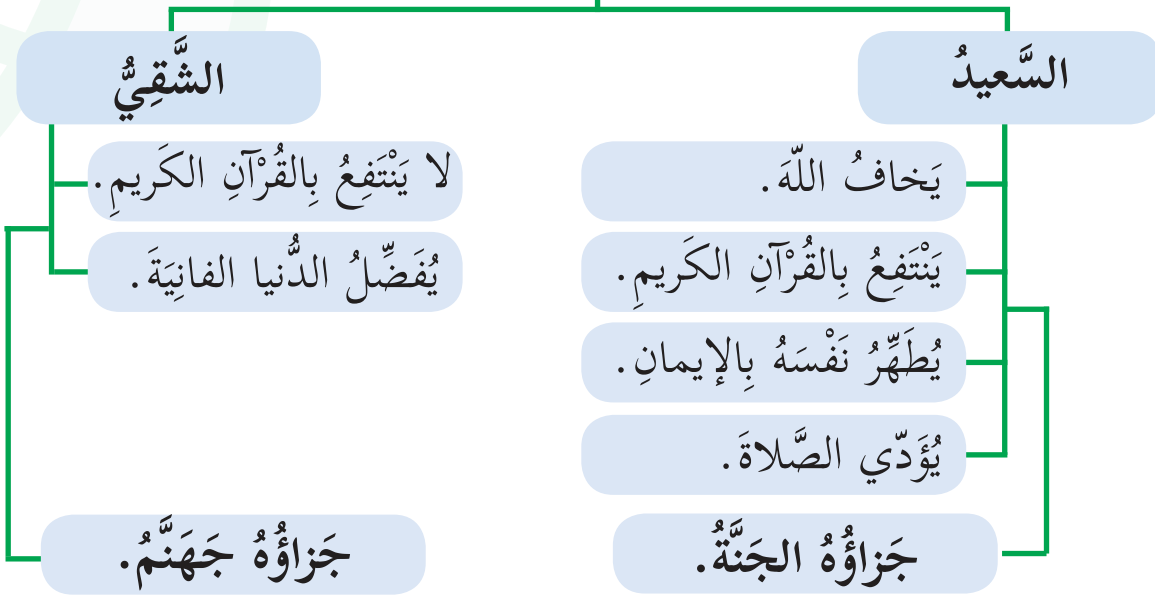 السَّعيدُ
يَخافُ اللّهَ.
يَنْتَفِعُ بِالقُرْآنِ الكَريمِ.
يُطَهِّرُ نَفْسَهُ بِالإيمانِ.
يُؤَدّي الصَّلاةَ.
جَزاؤُهُ الجَنَّةُ.
الشَّقِيُّ
لا يَنْتَفِعُ بِالقُرْآنِ الكَريمِ.
يُفَضِّلُ الدُّنيا الفانِيَةَ.
جَزاؤُهُ جَهَنَّمُ.